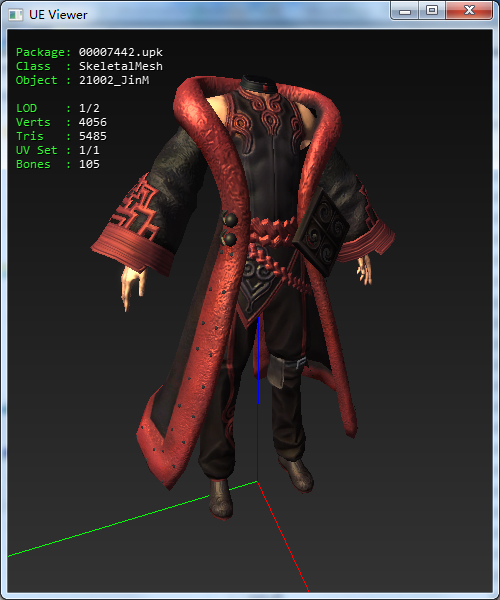 UE Viewer
Package: 00007442.upk
Class : SkeletalMesh
Object : 21002_JinM
LOD : 1/2
Verts : 4056
Tris : 5485
UV Set : 1/1
Bones : 105